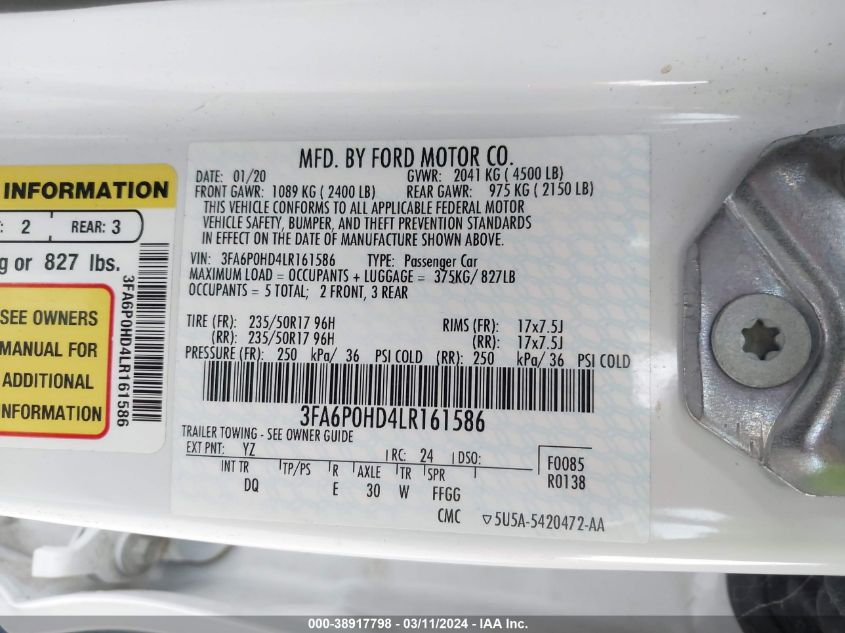 INFORMATION
2 REAR: 3
g or 827 lbs.
SEE OWNERS
MANUAL FOR
ADDITIONAL
INFORMATION
3FA6P0HD4LR161586
MFD. BY FORD MOTOR CO.
DATE: 01/20 GVWR: 2041 KG ( 4500 LB)
FRONT GAWR: 1089 KG ( 2400 LB) REAR GAWR: 975 KG ( 2150 LB)
THIS VEHICLE CONFORMS TO ALL APPLICABLE FEDERAL MOTOR
VEHICLE SAFETY, BUMPER, AND THEFT PREVENTION STANDARDS
IN EFFECT ON THE DATE OF MANUFACTURE SHOWN ABOVE.
VIN: 3FA6P0HD4LR161586 TYPE: Passenger Car
MAXIMUM LOAD = OCCUPANTS + LUGGAGE = 375KG/ 827LB
OCCUPANTS = 5 TOTAL; 2 FRONT, 3 REAR
TIRE (FR): 235/50R17 96H RIMS (FR): 17x7.5J
(RR): 235/50R17 96H (RR): 17x7.5J
PRESSURE (FR): 250 kPa/ 36 PSI COLD (RR): 250 kPa/ 36 PSI COLD
3FA6P0HD4LR161586
TRAILER TOWING - SEE OWNER GUIDE
EXT PNT: YZ RC: 24 DSO: F0085
INT TR TP/PS R AXLE TR SPR R0138
DQ E 30 W FFGG
CMC ▽5U5A-5420472-AA
000-38917798 - 03/11/2024 - IAA Inc.